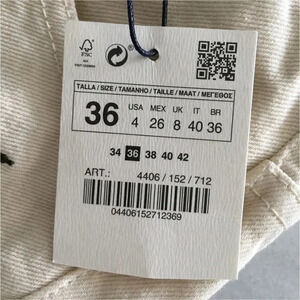 FSC
TALLA / SIZE / TAMANHO / TAILLE / MAAT / ΜΕΓΕΘΟΣ
36 USA MEX UK IT BR
4 26 8 40 36
34 36 38 40 42
ART.: 4406 / 152 / 712
04406152712369